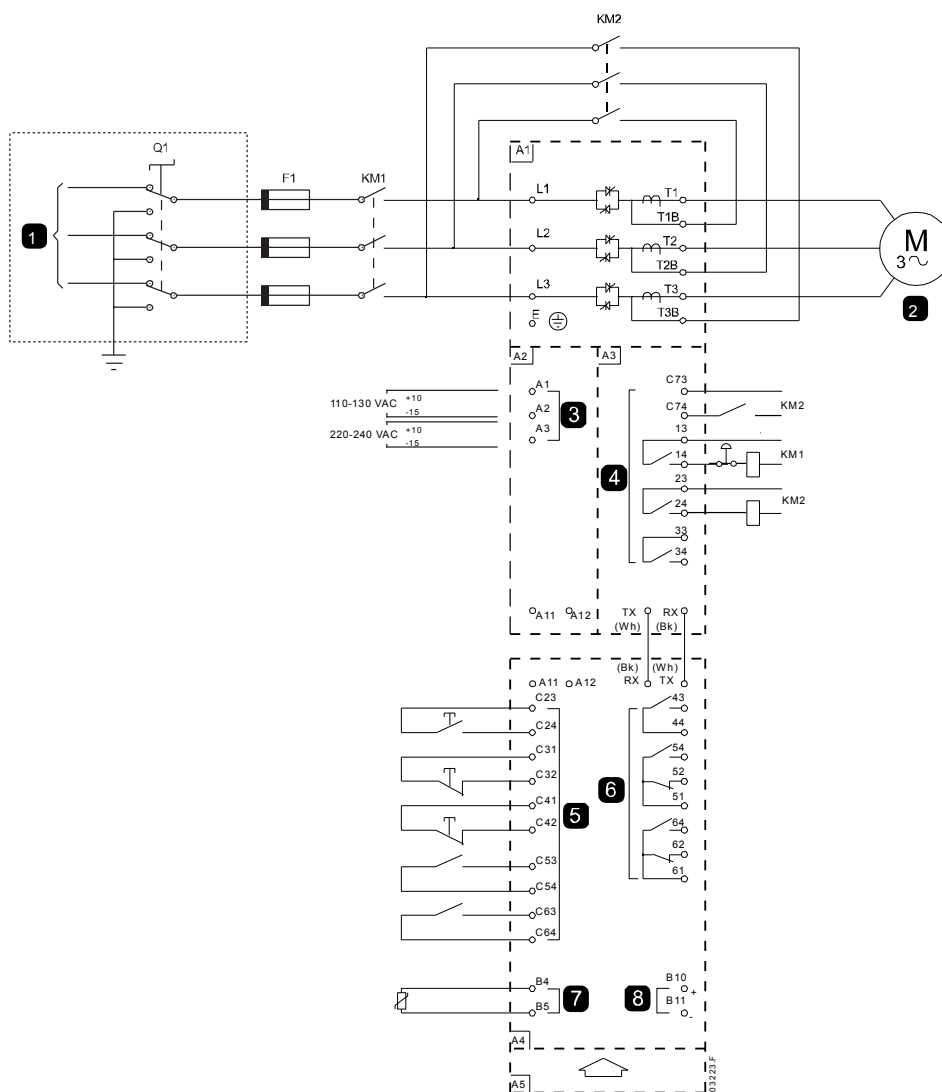 KM2
A1
Q1
F1
KM1
L1
T1
T1B
1
L2
T2
T2B
M
3
L3
T3
T3B
2
E
A2
A3
A1
C73
110-130 VAC +10
-15
A2
3
C74
KM2
220-240 VAC +10
-15
A3
13
14
KM1
4
23
24
KM2
33
34
A11
A12
TX
RX
(Wh)
(Bk)
(Bk)
(Wh)
A11
A12
RX
TX
C23
43
C24
44
C31
54
C32
52
6
C41
51
5
C42
64
62
C53
61
C54
C63
C64
B4
B10
+
7
8
B5
B11
-
A4
A5
03223.F